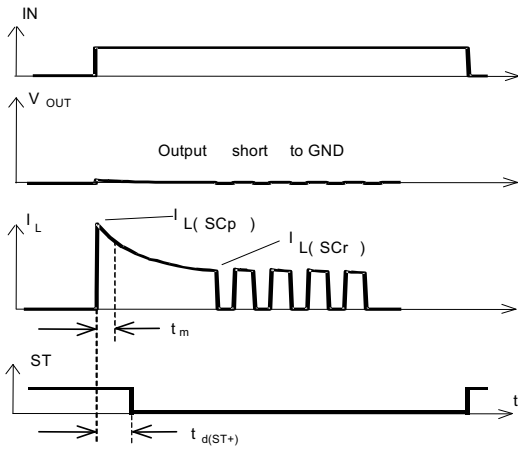 IN
V OUT
Output short to GND
I L
I L( SCp )
I L( SCr )
t m
ST
t
t d(ST+)